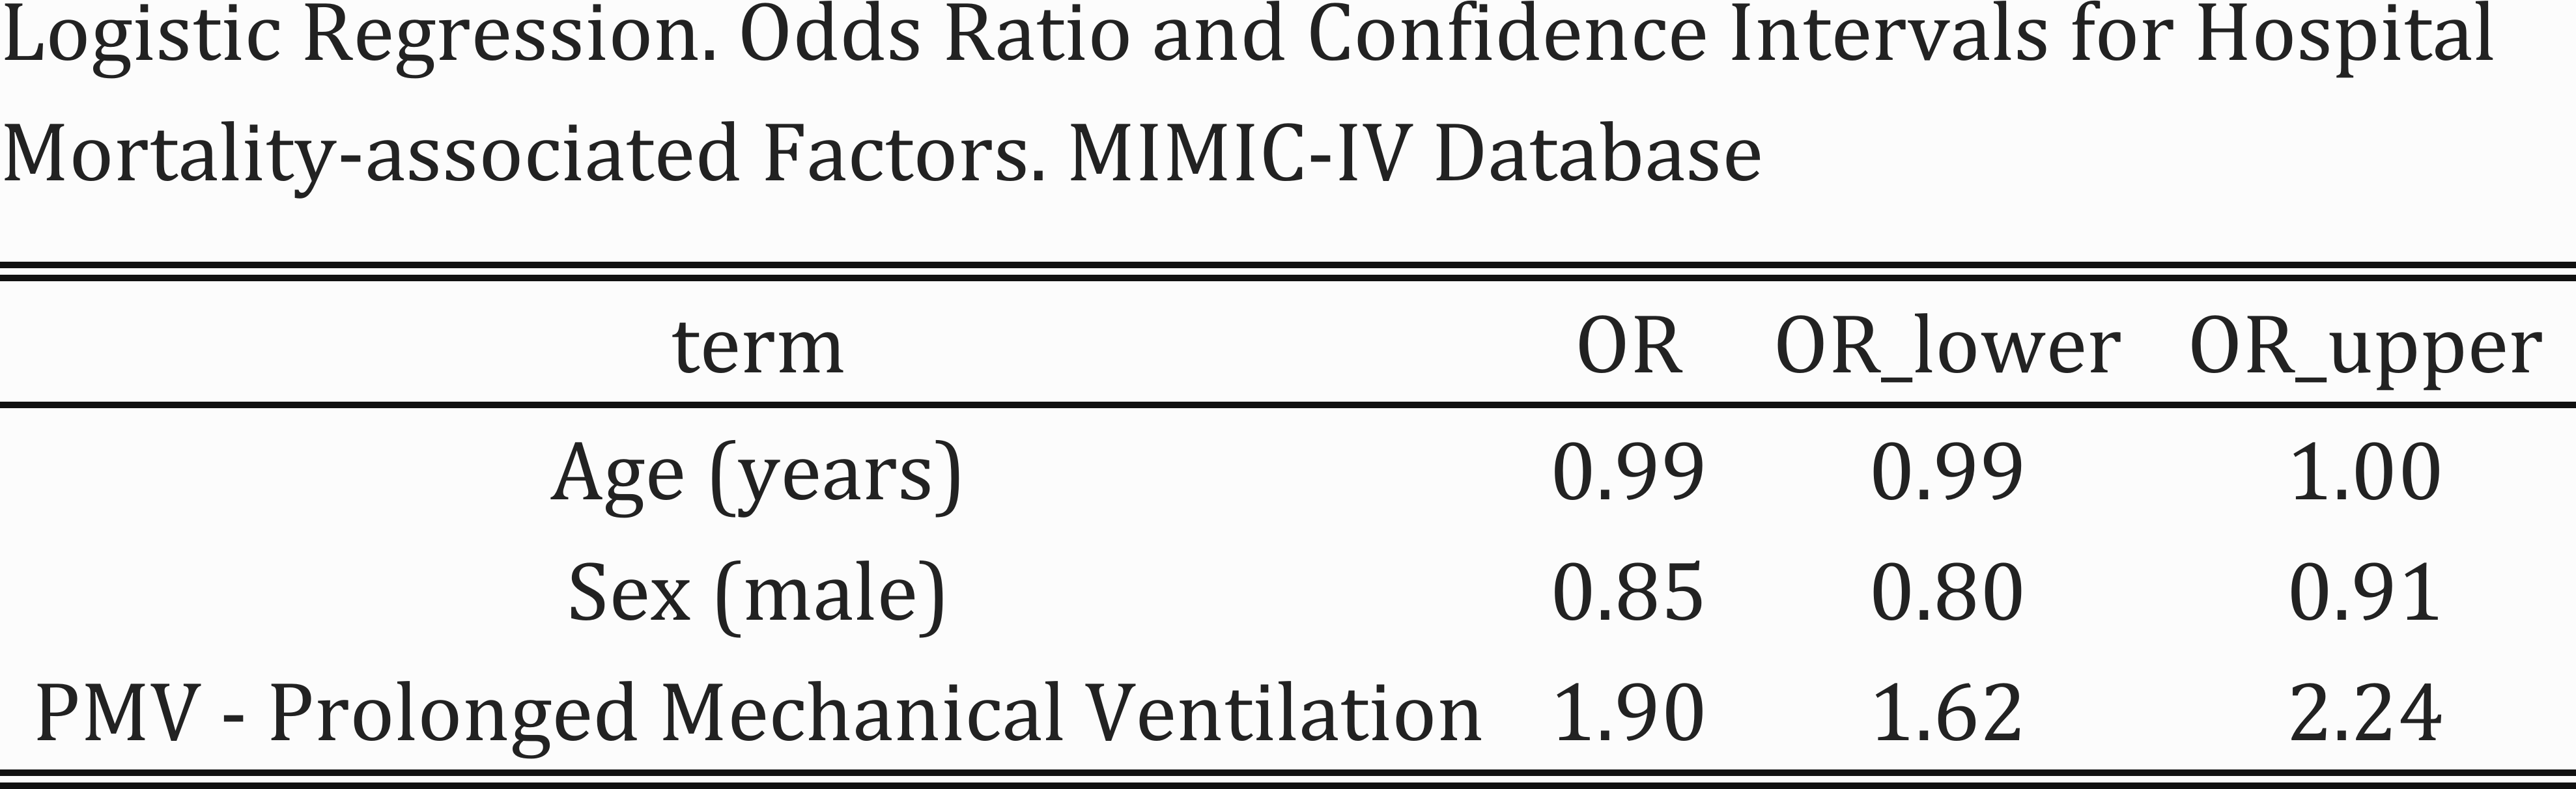 Logistic Regression. Odds Ratio and Confidence Intervals for Hospital
Mortality-associated Factors. MIMIC-IV Database
term OR OR_lower OR_upper
Age (years) 0.99 0.99 1.00
Sex (male) 0.85 0.80 0.91
PMV - Prolonged Mechanical Ventilation 1.90 1.62 2.24